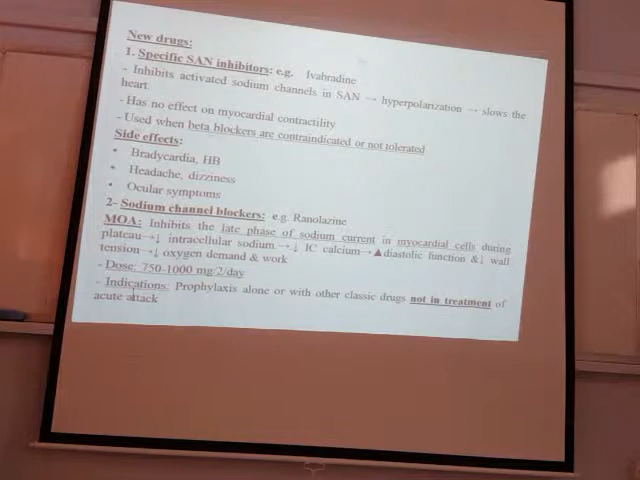 New drugs:
1. Specific SAN inhibitors: e.g. Ivabradine
- Inhibits activated sodium channels in SAN → hyperpolarization → slows the
heart
- Has no effect on myocardial contractility
- Used when beta blockers are contraindicated or not tolerated
Side effects:
• Bradycardia, HB
• Headache, dizziness
• Ocular symptoms
2- Sodium channel blockers: e.g. Ranolazine
MOA: Inhibits the late phase of sodium current in myocardial cells during
plateau→↓ intracellular sodium →↓ IC calcium→▲diastolic function &↓ wall
tension→↓ oxygen demand & work
- Dose: 750-1000 mg 2/day
- Indications: Prophylaxis alone or with other classic drugs not in treatment of
acute attack